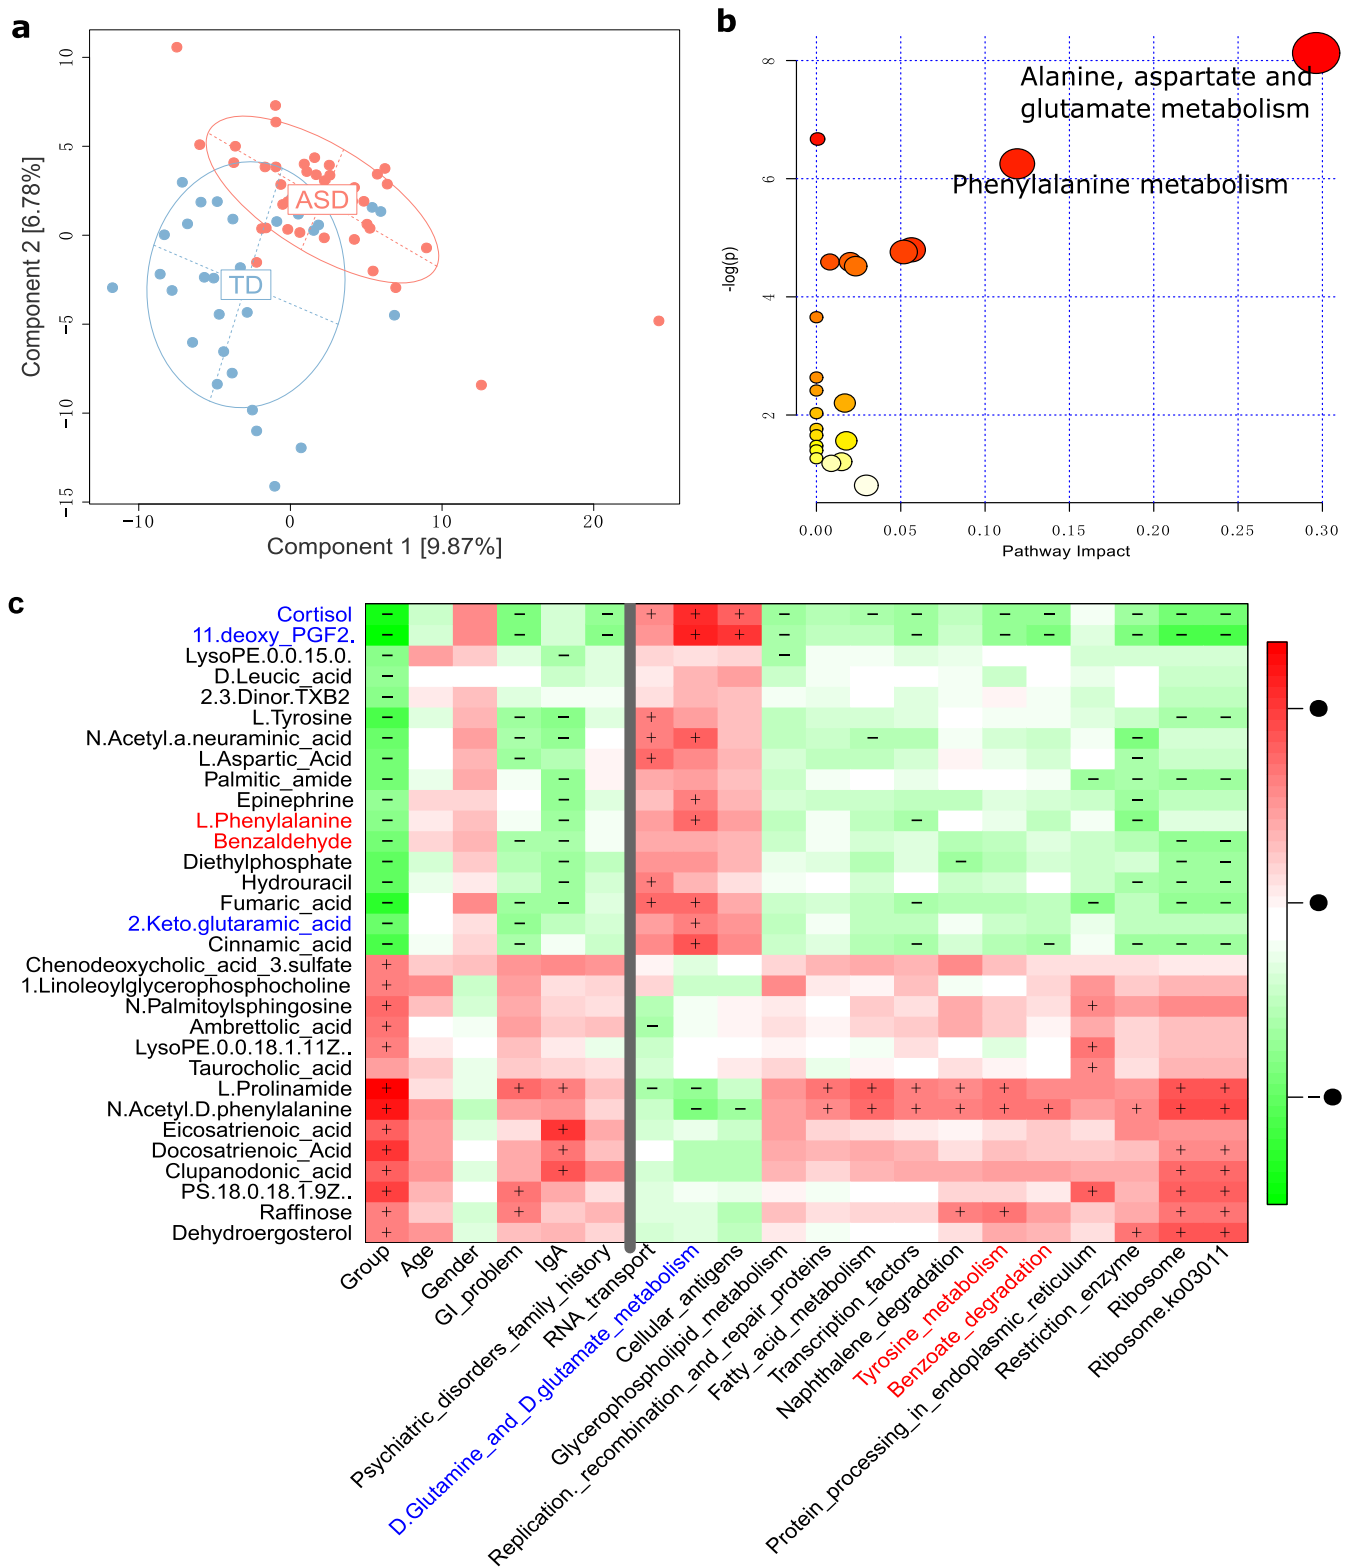 a
Component 2 [6.78%]
10
5
0
−5
−10
−15
ASD
TD
−10
0
10
20
Component 1 [9.87%]
b
-log(p)
8
6
4
2
Alanine, aspartate and
glutamate metabolism
Phenylalanine metabolism
0.00
0.05
0.10
0.15
0.20
0.25
0.30
Pathway Impact
c
Cortisol
11.deoxy_PGF2.
LysoPE.0.0.15.0.
D.Leucic_acid
2.3.Dinor.TXB2
L.Tyrosine
N.Acetyl.a.neuraminic_acid
L.Aspartic_Acid
Palmitic_amide
Epinephrine
L.Phenylalanine
Benzaldehyde
Diethylphosphate
Hydrouracil
Fumaric_acid
2.Keto.glutaramic_acid
Cinnamic_acid
Chenodeoxycholic_acid_3.sulfate
1.Linoleoylglycerophosphocholine
N.Palmitoylsphingosine
Ambrettolic_acid
LysoPE.0.0.18.1.11Z..
Taurocholic_acid
L.Prolinamide
N.Acetyl.D.phenylalanine
Eicosatrienoic_acid
Docosatrienoic_Acid
Clupanodonic_acid
PS.18.0.18.1.9Z..
Raffinose
Dehydroergosterol
Group
Age
Gender
GI_problem
IgA
Psychiatric_disorders_family_history
RNA_transport
D.Glutamine_and_D.glutamate_metabolism
Cellular_antigens
Glycerophospholipid_metabolism
Replication._recombination_and_repair_proteins
Fatty_acid_metabolism
Transcription_factors
Naphthalene_degradation
Tyrosine_metabolism
Benzoate_degradation
Protein_processing_in_endoplasmic_reticulum
Restriction_enzyme
Ribosome
Ribosome.ko03011